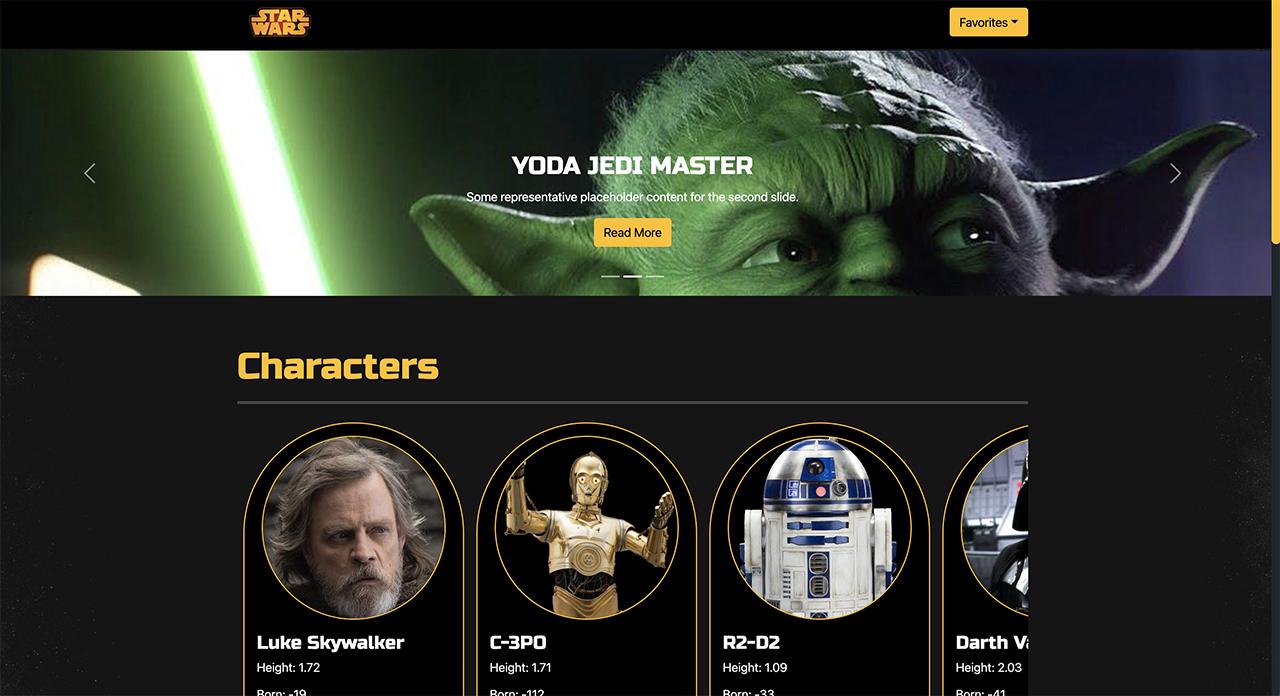 STAR
WARS
Favorites
YODA JEDI MASTER
Some representative placeholder content for the second slide.
Read More
Characters
Luke Skywalker
Height: 1.72
Born: -19
C-3PO
Height: 1.71
Born: -112
R2-D2
Height: 1.09
Born: -33
Darth Va
Height: 2.03
Born: -41